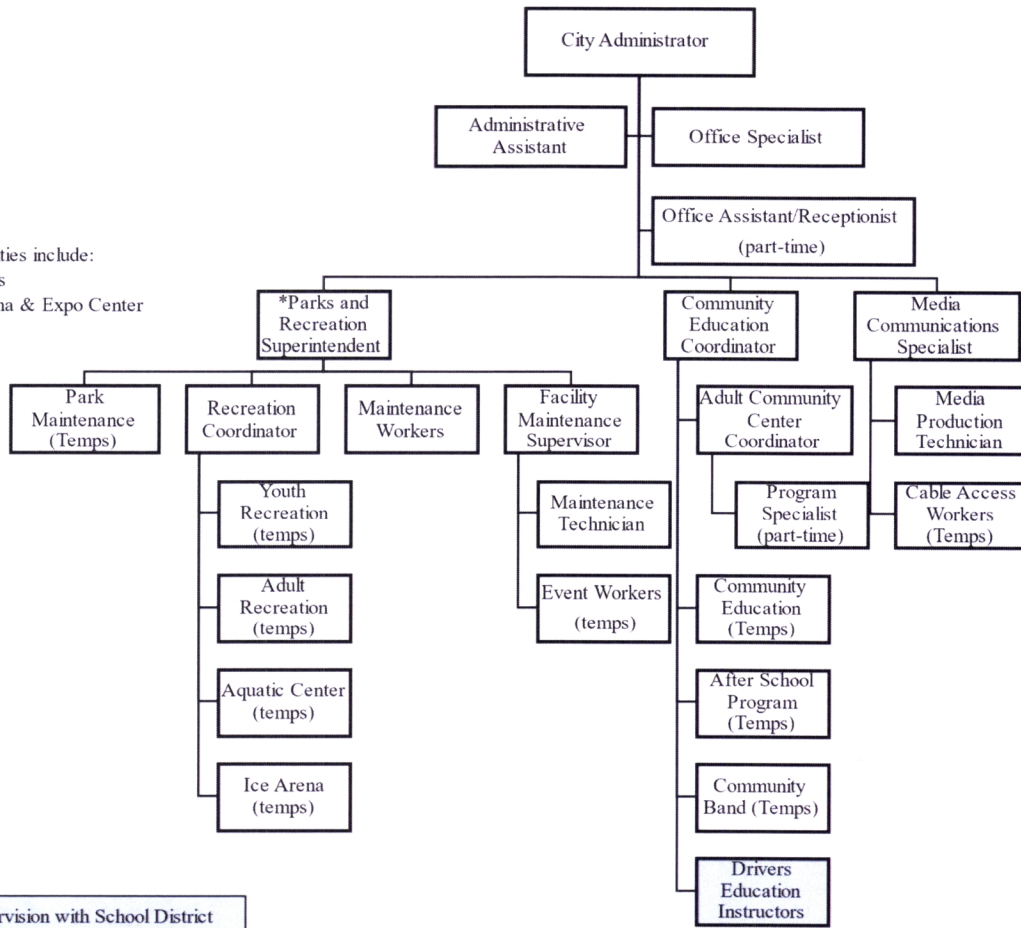 City Administrator
Administrative
Assistant
Office Specialist
Office Assistant/Receptionist
(part-time)
ties include:
s
na & Expo Center
*Parks and
Recreation
Superintendent
Community
Education
Coordinator
Media
Communications
Specialist
Park
Maintenance
(Temps)
Recreation
Coordinator
Maintenance
Workers
Facility
Maintenance
Supervisor
Adult Community
Center
Coordinator
Media
Production
Technician
Youth
Recreation
(temps)
Maintenance
Technician
Program
Specialist
(part-time)
Cable Access
Workers
(Temps)
Adult
Recreation
(temps)
Event Workers
(temps)
Community
Education
(Temps)
Aquatic Center
(temps)
After School
Program
(Temps)
Ice Arena
(temps)
Community
Band (Temps)
Drivers
Education
Instructors
rvision with School District